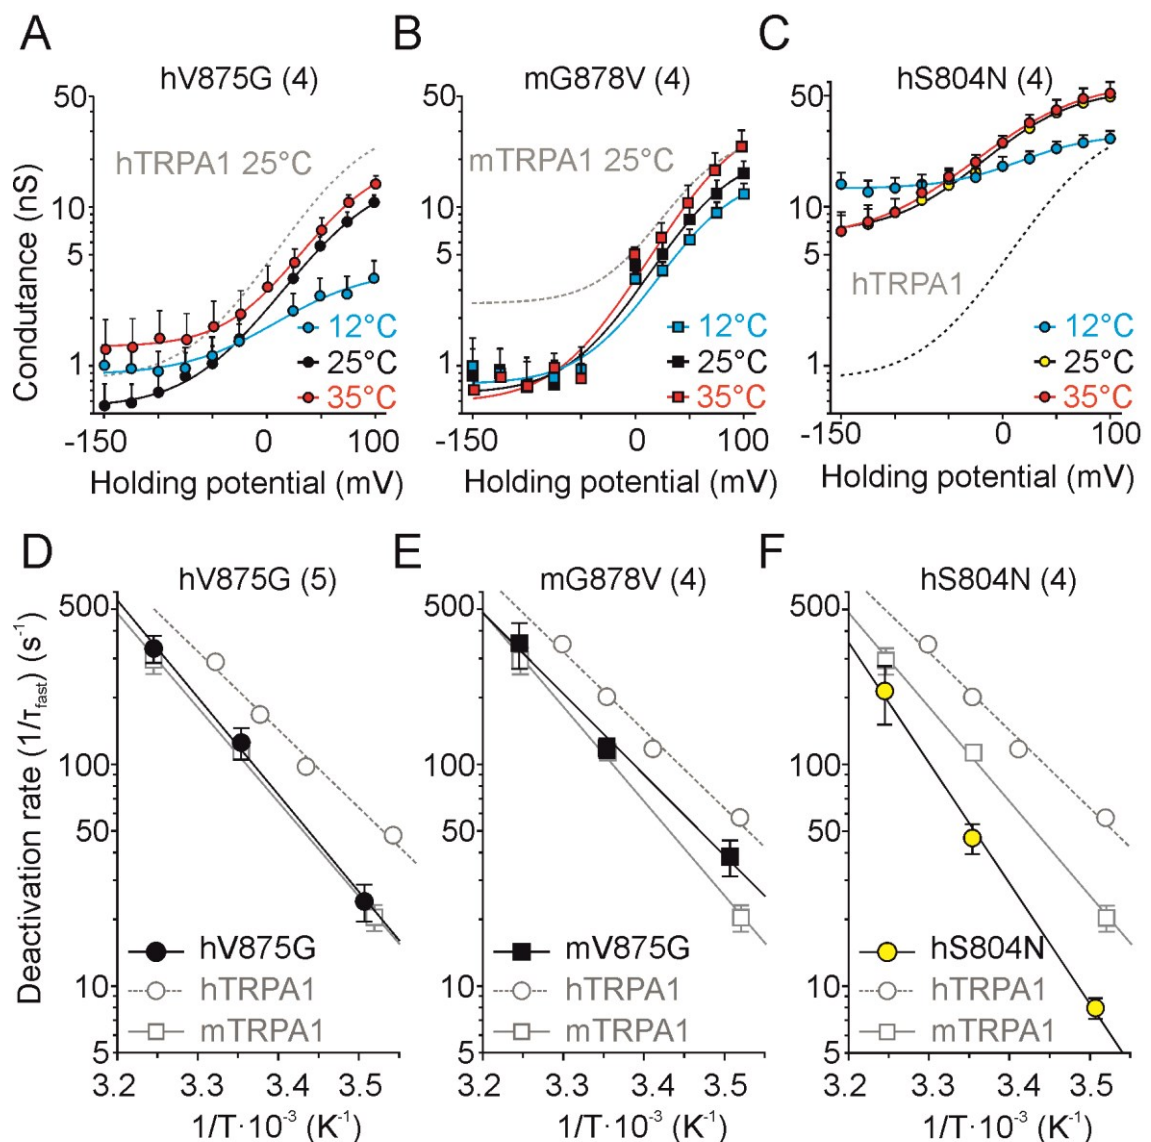 A
hV875G (4)
50
10
5
1
hTRPA1 25°C
12°C
25°C
35°C
-150
0
100
Condutance (nS)
Holding potential (mV)
B
mG878V (4)
50
10
5
1
mTRPA1 25°C
12°C
25°C
35°C
-150
0
100
Holding potential (mV)
C
hS804N (4)
50
10
5
1
hTRPA1
12°C
25°C
35°C
-150
0
100
Holding potential (mV)
D
hV875G (5)
500
100
50
10
5
hV875G
hTRPA1
mTRPA1
3.2
3.3
3.4
3.5
Deactivation rate (1/τfast) (s-1)
1/T·10-3 (K-1)
E
mG878V (4)
500
100
50
10
5
mV875G
hTRPA1
mTRPA1
3.2
3.3
3.4
3.5
1/T·10-3 (K-1)
F
hS804N (4)
500
100
50
10
5
hS804N
hTRPA1
mTRPA1
3.2
3.3
3.4
3.5
1/T·10-3 (K-1)